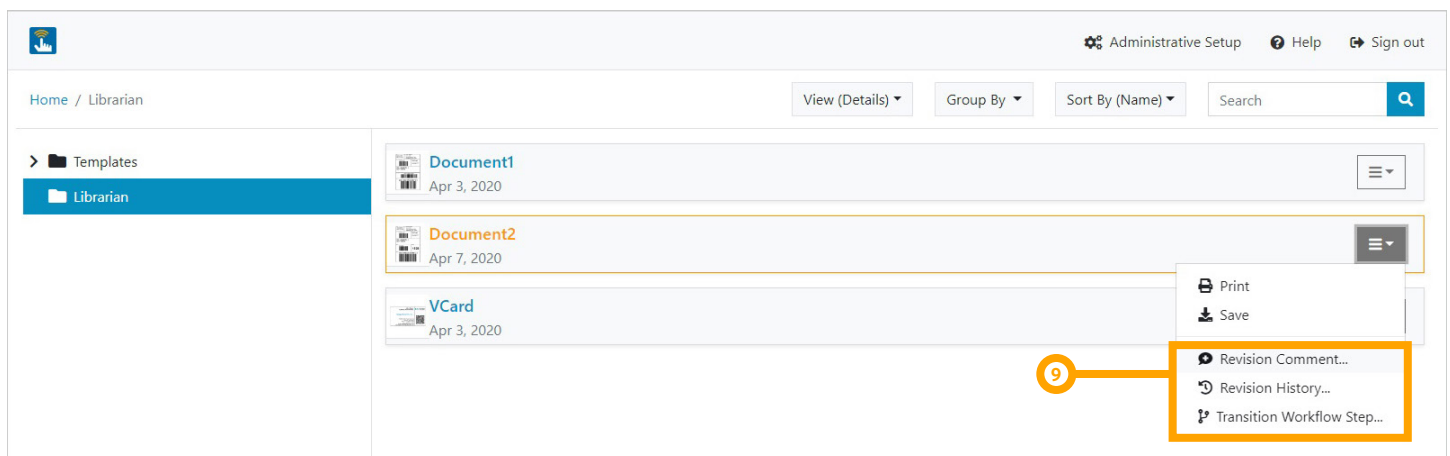 Administrative Setup Help Sign out
Home / Librarian View (Details) Group By Sort By (Name) Search
Templates
Librarian
Document1
Apr 3, 2020
Document2
Apr 7, 2020
Print
Save
VCard
Apr 3, 2020
9
Revision Comment...
Revision History...
Transition Workflow Step...